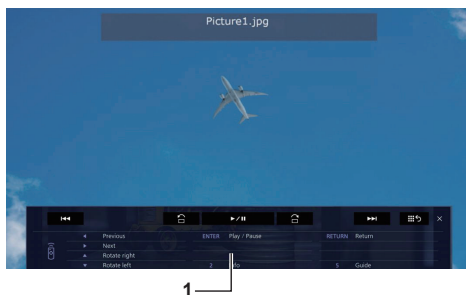 Picture1.jpg
Previous ENTER Play / Pause RETURN Return
Next
Rotate right
Rotate left 2 5 Guide
1